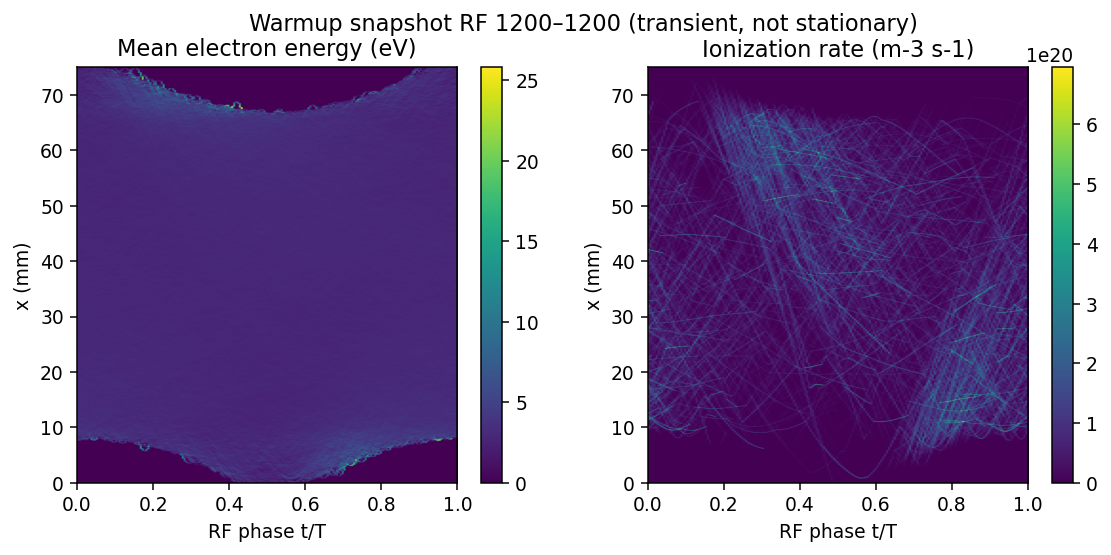 Warmup snapshot RF 1200–1200 (transient, not stationary)
Mean electron energy (eV)
Ionization rate (m-3 s-1)
1e20
x (mm)
70
60
50
40
30
20
10
0
0.0 0.2 0.4 0.6 0.8 1.0
RF phase t/T
25
20
15
10
5
0
x (mm)
70
60
50
40
30
20
10
0
0.0 0.2 0.4 0.6 0.8 1.0
RF phase t/T
6
5
4
3
2
1
0